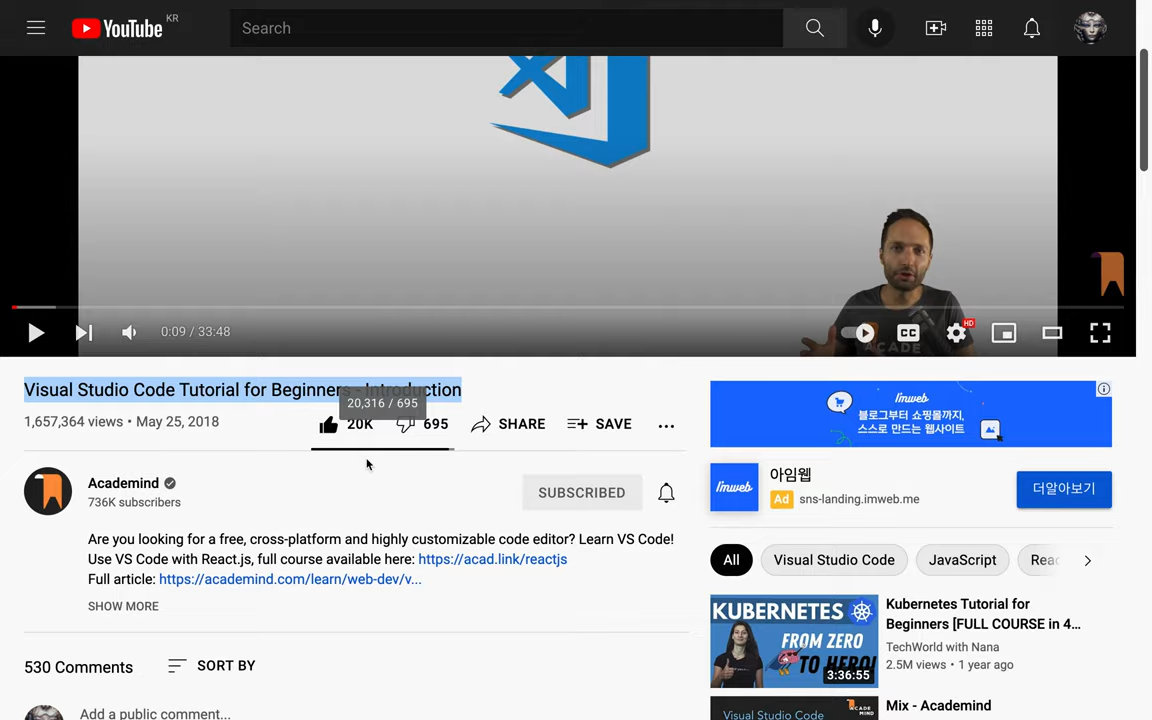 YouTube KR
Search
HD
0:09 / 33:48
CC
Visual Studio Code Tutorial for Beginners - Introduction
20,316 / 695
1,657,364 views • May 25, 2018
20K
695
SHARE
SAVE
Academind
736K subscribers
SUBSCRIBED
Are you looking for a free, cross-platform and highly customizable code editor? Learn VS Code!
Use VS Code with React.js, full course available here: https://acad.link/reactjs
Full article: https://academind.com/learn/web-dev/v...
SHOW MORE
530 Comments
SORT BY
Add a public comment...
imweb
블로그부터 쇼핑몰까지,
스스로 만드는 웹사이트
imweb
아임웹
Ad sns-landing.imweb.me
더알아보기
All
Visual Studio Code
JavaScript
KUBERNETES
FROM ZERO
TO HERO!
3:36:55
Kubernetes Tutorial for
Beginners [FULL COURSE in 4...
TechWorld with Nana
2.5M views • 1 year ago
Visual Studio Code
ACADE
MIND
Mix - Academind